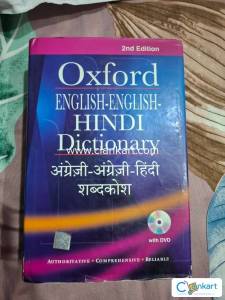 2nd Edition
Oxford
ENGLISH-ENGLISH-
HINDI
Dictionary
www.clankart.com
अंग्रेज़ी-अंग्रेज़ी-हिंदी
शब्दकोश
with DVD
AUTHORITATIVE • COMPREHENSIVE • RELIABLE
Clankart